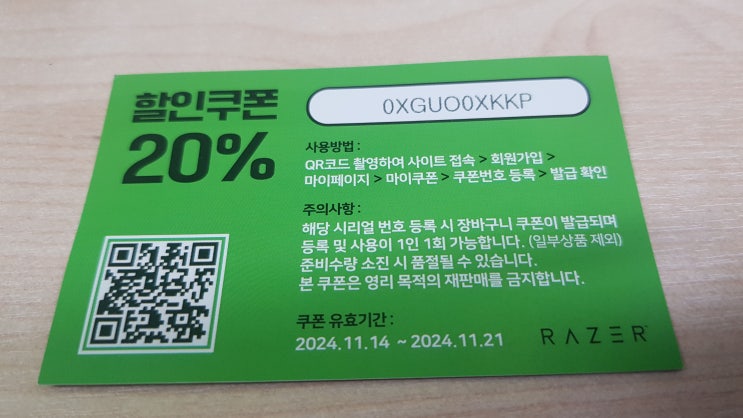 할인쿠폰
20%
0XGUO0XKKP
사용방법 :
QR코드 촬영하여 사이트 접속 > 회원가입 >
마이페이지 > 마이쿠폰 > 쿠폰번호 등록 > 발급 확인
주의사항 :
해당 시리얼 번호 등록 시 장바구니 쿠폰이 발급되며
등록 및 사용이 1인 1회 가능합니다. (일부상품 제외)
준비수량 소진 시 품절될 수 있습니다.
본 쿠폰은 영리 목적의 재판매를 금지합니다.
쿠폰 유효기간 :
2024.11.14 ~ 2024.11.21
RAZER™